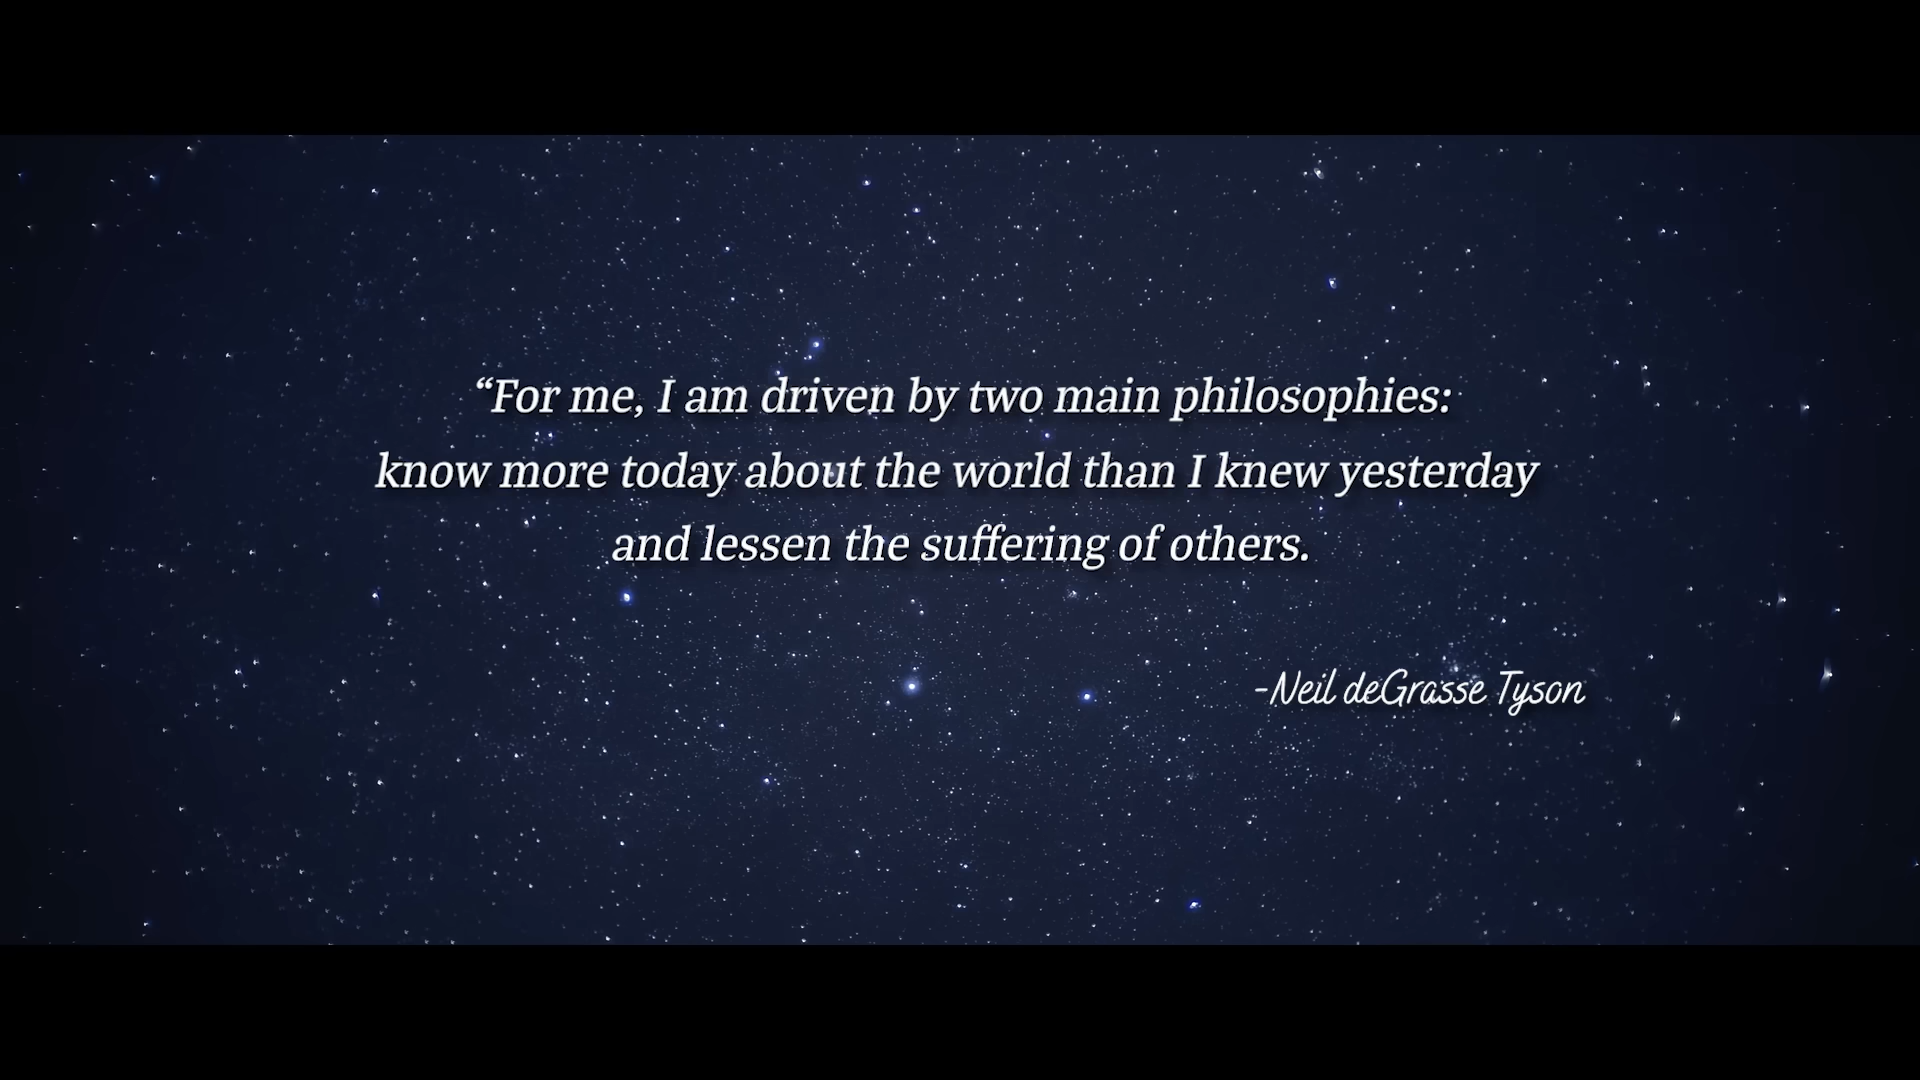 “For me, I am driven by two main philosophies:
know more today about the world than I knew yesterday
and lessen the suffering of others.
-Neil deGrasse Tyson